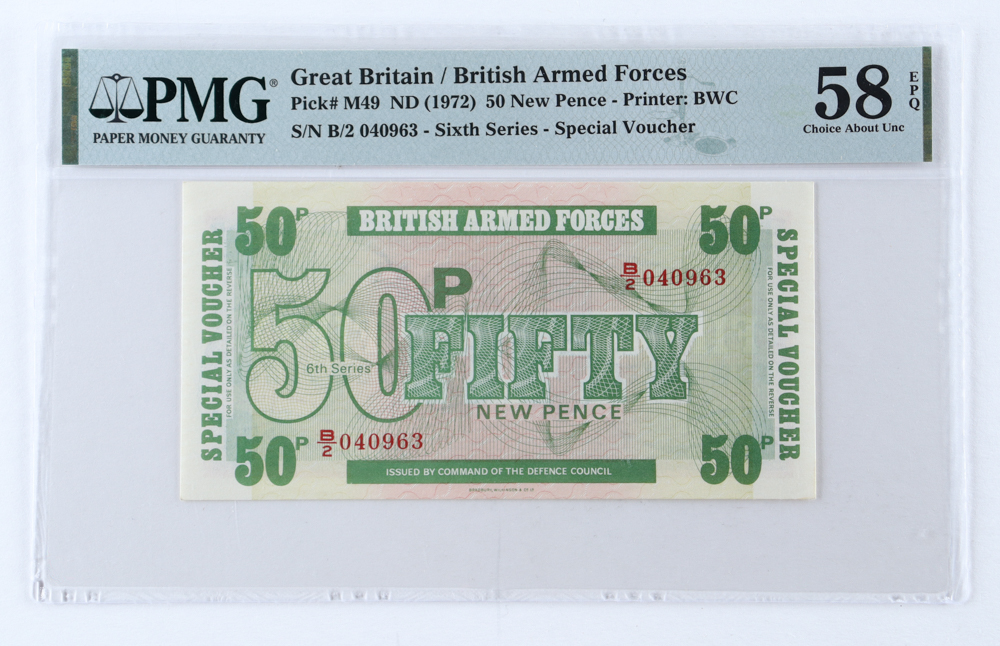 PMG®
PAPER MONEY GUARANTY
Great Britain / British Armed Forces
Pick# M49 ND (1972) 50 New Pence - Printer: BWC
S/N B/2 040963 - Sixth Series - Special Voucher
58
EPQ
Choice About Unc
50P
BRITISH ARMED FORCES
50P
SPECIAL VOUCHER
FOR USE ONLY AS DETAILED ON THE REVERSE
B/2 040963
50P
6th Series
FIFTY
NEW PENCE
SPECIAL VOUCHER
FOR USE ONLY AS DETAILED ON THE REVERSE
50P
B/2 040963
50P
ISSUED BY COMMAND OF THE DEFENCE COUNCIL